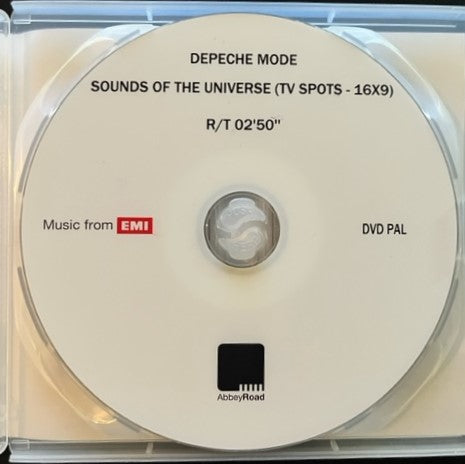 DEPECHE MODE
SOUNDS OF THE UNIVERSE (TV SPOTS - 16X9)
R/T 02'50"
Music from EMI
DVD PAL
AbbeyRoad